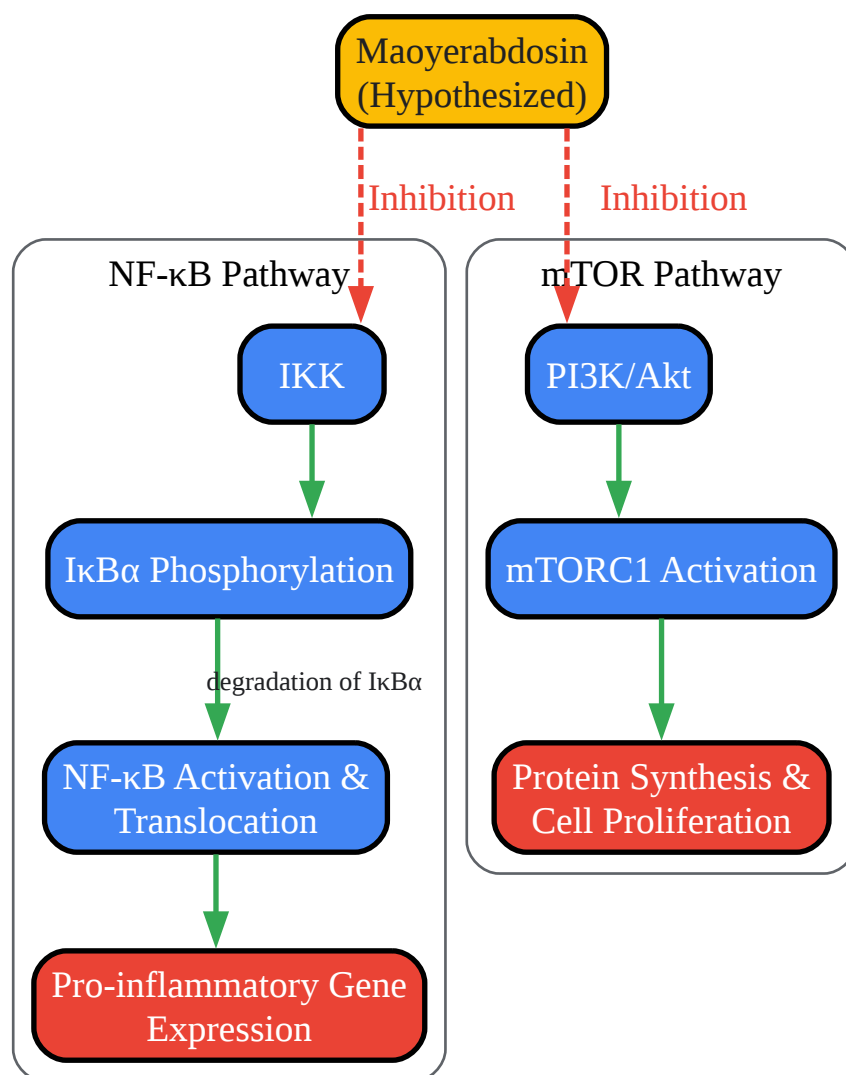 Maoyerabdosin
(Hypothesized)
Inhibition
Inhibition
NF-κB Pathway
IKK
IκBα Phosphorylation
degradation of IκBα
NF-κB Activation &
Translocation
Pro-inflammatory Gene
Expression
mTOR Pathway
PI3K/Akt
mTORC1 Activation
Protein Synthesis &
Cell Proliferation